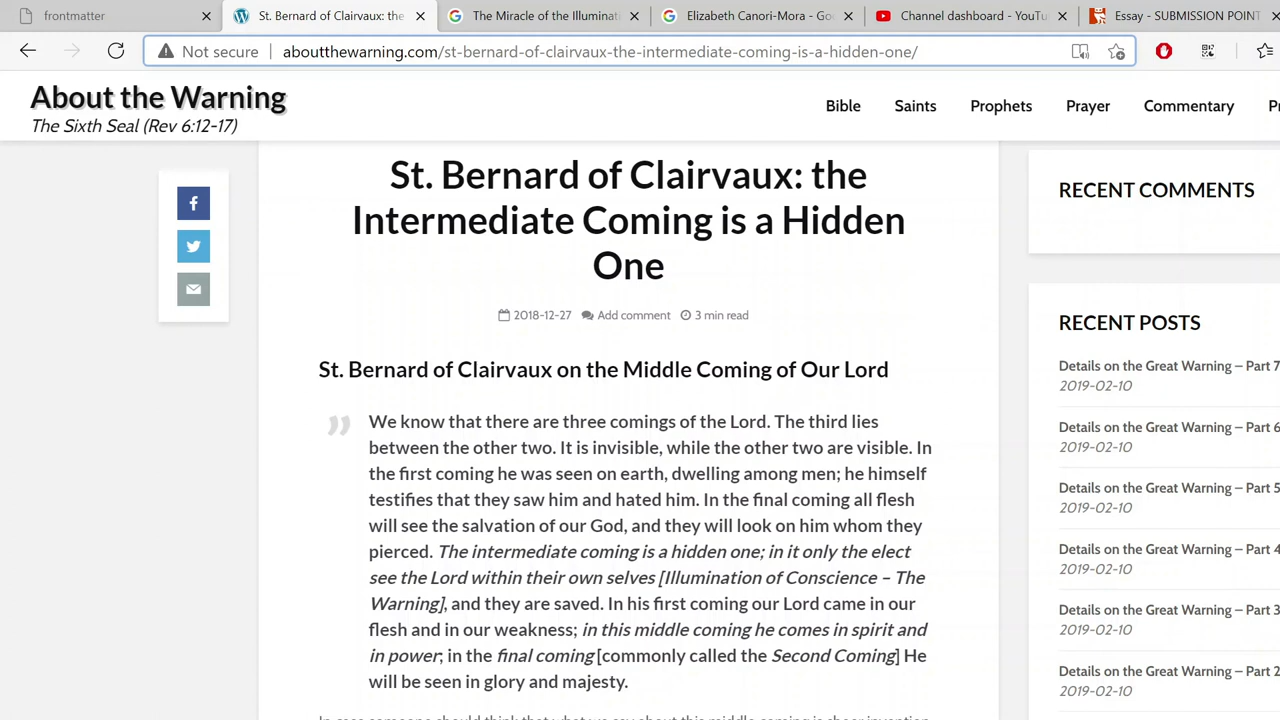 frontmatter
St. Bernard of Clairvaux: the
The Miracle of the Illuminati
Elizabeth Canori-Mora - Goo
Channel dashboard - YouTu
Essay - SUBMISSION POINT
Not secure | aboutthewarning.com/st-bernard-of-clairvaux-the-intermediate-coming-is-a-hidden-one/
About the Warning
The Sixth Seal (Rev 6:12-17)
Bible Saints Prophets Prayer Commentary
St. Bernard of Clairvaux: the
Intermediate Coming is a Hidden
One
2018-12-27 Add comment 3 min read
St. Bernard of Clairvaux on the Middle Coming of Our Lord
We know that there are three comings of the Lord. The third lies
between the other two. It is invisible, while the other two are visible. In
the first coming he was seen on earth, dwelling among men; he himself
testifies that they saw him and hated him. In the final coming all flesh
will see the salvation of our God, and they will look on him whom they
pierced. The intermediate coming is a hidden one; in it only the elect
see the Lord within their own selves [Illumination of Conscience – The
Warning], and they are saved. In his first coming our Lord came in our
flesh and in our weakness; in this middle coming he comes in spirit and
in power; in the final coming [commonly called the Second Coming] He
will be seen in glory and majesty.
RECENT COMMENTS
RECENT POSTS
Details on the Great Warning – Part 7
2019-02-10
Details on the Great Warning – Part 6
2019-02-10
Details on the Great Warning – Part 5
2019-02-10
Details on the Great Warning – Part 4
2019-02-10
Details on the Great Warning – Part 3
2019-02-10
Details on the Great Warning – Part 2
2019-02-10